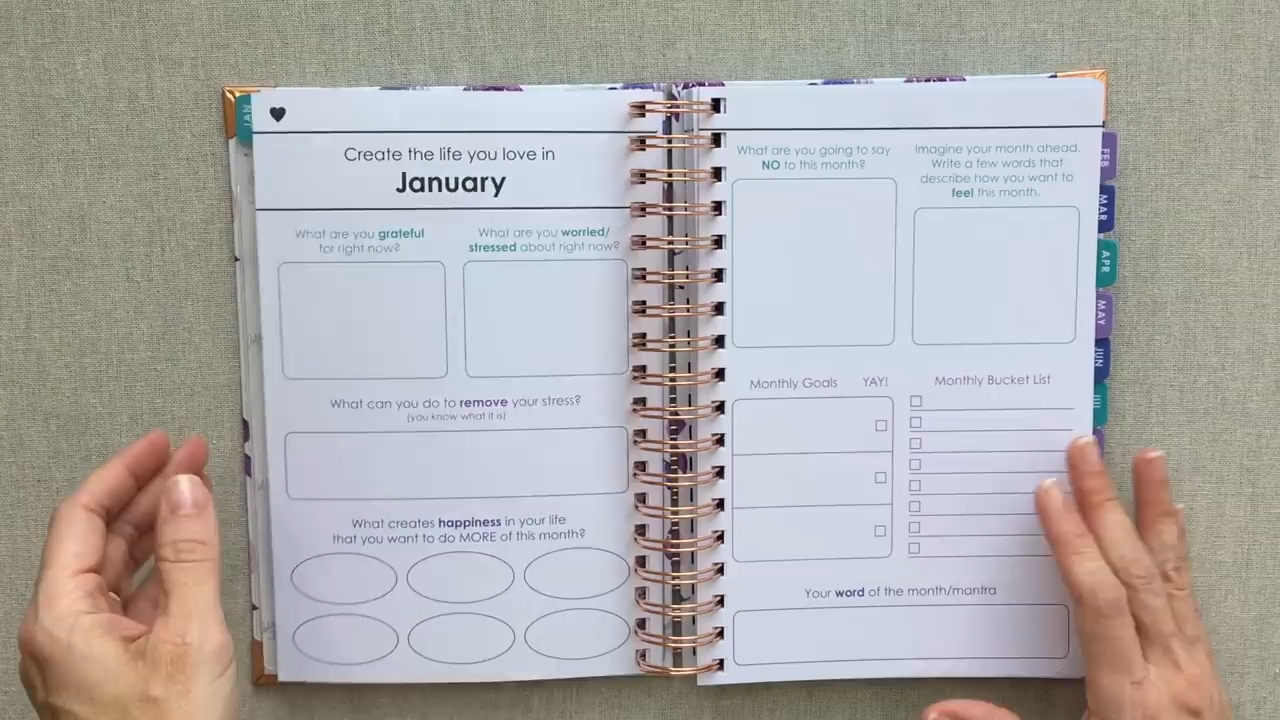 JAN
Create the life you love in
January
What are you grateful
for right now?
What are you worried/
stressed about right now?
What can you do to remove your stress?
(you know what it is)
What creates happiness in your life
that you want to do MORE of this month?
What are you going to say
NO to this month?
Imagine your month ahead.
Write a few words that
describe how you want to
feel this month.
Monthly Goals YAY!
Monthly Bucket List
Your word of the month/mantra
FEB
MAR
APR
MAY
JUN
JUL